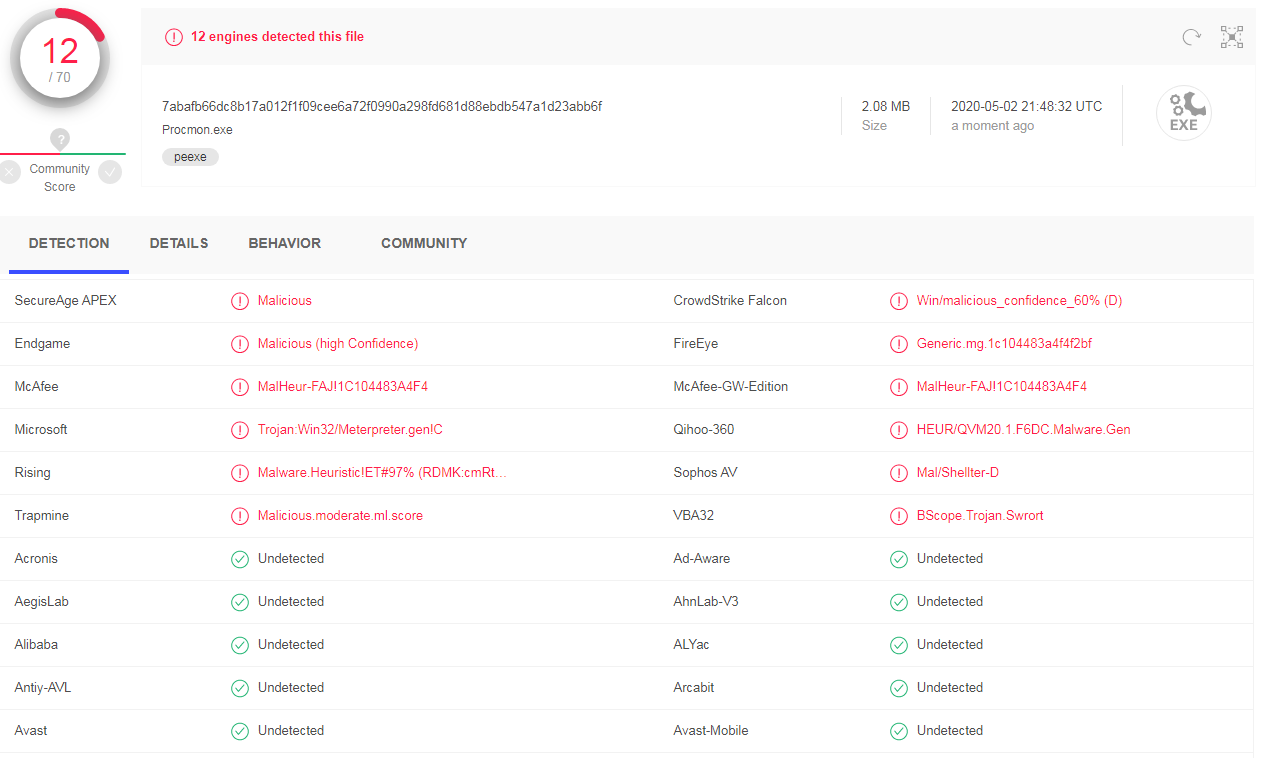 12
/ 70
?
Community
Score
12 engines detected this file
7abafb66dc8b17a012f1f09cee6a72f0990a298fd681d88ebdb547a1d23abb6f
Procmon.exe
peexe
2.08 MB
Size
2020-05-02 21:48:32 UTC
a moment ago
EXE
DETECTION DETAILS BEHAVIOR COMMUNITY
SecureAge APEX Malicious CrowdStrike Falcon Win/malicious_confidence_60% (D)
Endgame Malicious (high Confidence) FireEye Generic.mg.1c104483a4f4f2bf
McAfee MalHeur-FAJ!1C104483A4F4 McAfee-GW-Edition MalHeur-FAJ!1C104483A4F4
Microsoft Trojan:Win32/Meterpreter.gen!C Qihoo-360 HEUR/QVM20.1.F6DC.Malware.Gen
Rising Malware.Heuristic!ET#97% (RDMK:cmRt... Sophos AV Mal/Shellter-D
Trapmine Malicious.moderate.ml.score VBA32 BScope.Trojan.Swrort
Acronis Undetected Ad-Aware Undetected
AegisLab Undetected AhnLab-V3 Undetected
Alibaba Undetected ALYac Undetected
Antiy-AVL Undetected Arcabit Undetected
Avast Undetected Avast-Mobile Undetected